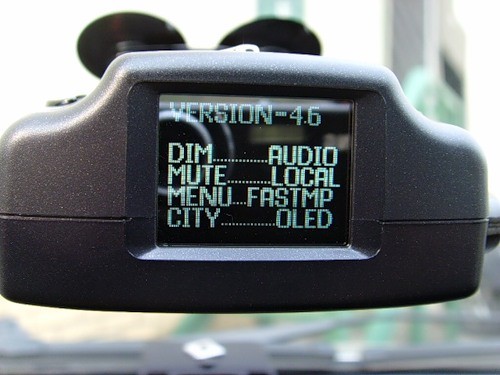 VERSION-4.6
DIM...........AUDIO
MUTE.........LOCAL
MENU...FASTMP
CITY.............OLED